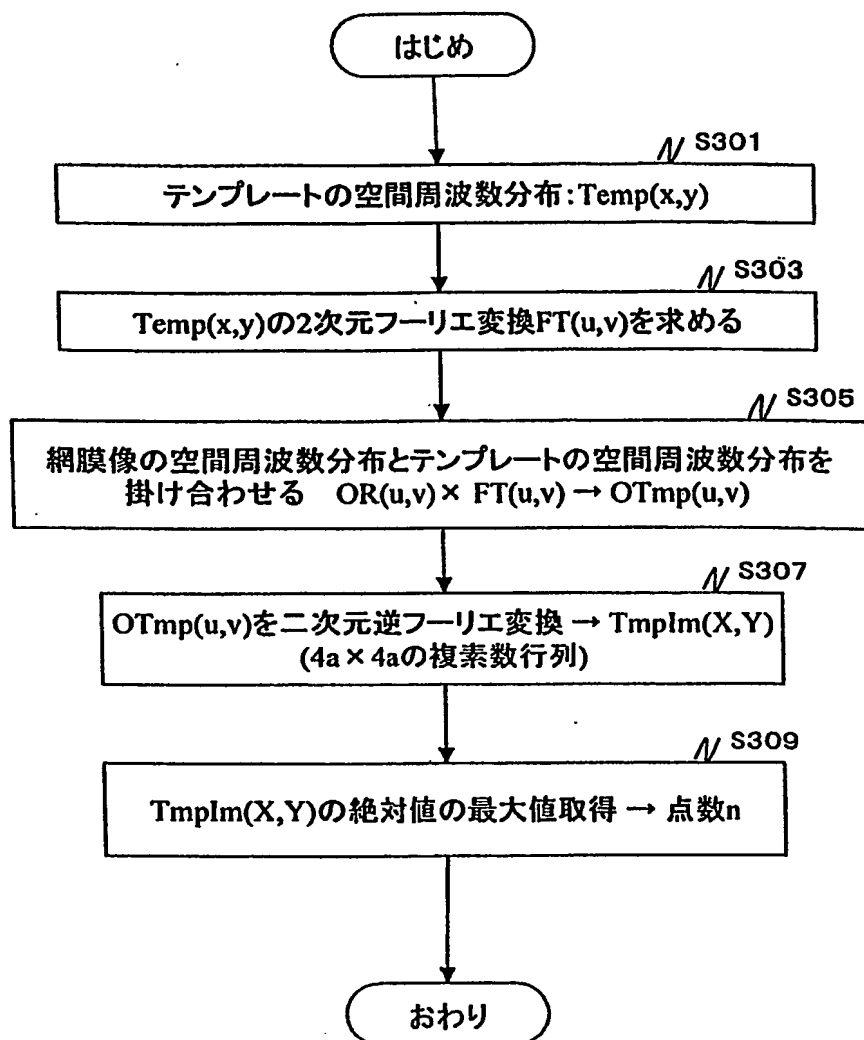 はじめ
S301
テンプレートの空間周波数分布:Temp(x,y)
S303
Temp(x,y)の2次元フーリエ変換FT(u,v)を求める
S305
網膜像の空間周波数分布とテンプレートの空間周波数分布を
掛け合わせる OR(u,v)× FT(u,v) → OTmp(u,v)
S307
OTmp(u,v)を二次元逆フーリエ変換 → TmpIm(X,Y)
(4a × 4aの複素数行列)
S309
TmpIm(X,Y)の絶対値の最大値取得 → 点数n
おわり